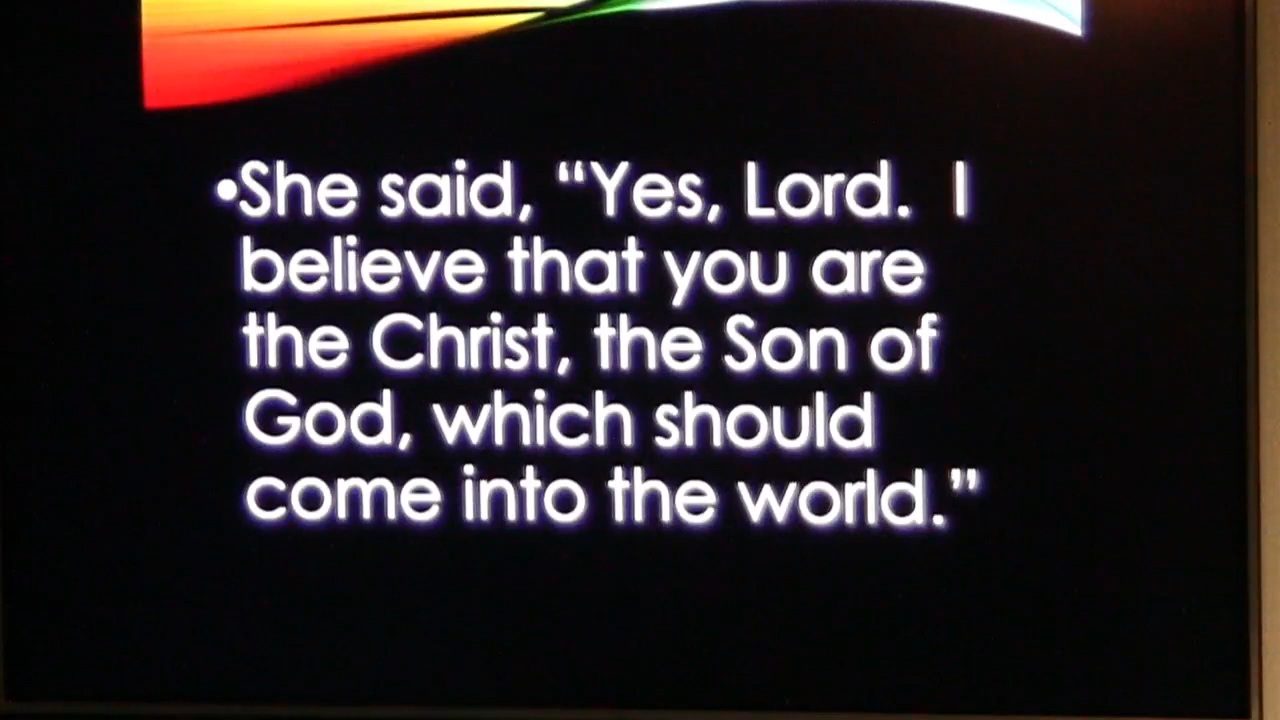 •She said, “Yes, Lord.  I
believe that you are
the Christ, the Son of
God, which should
come into the world.”